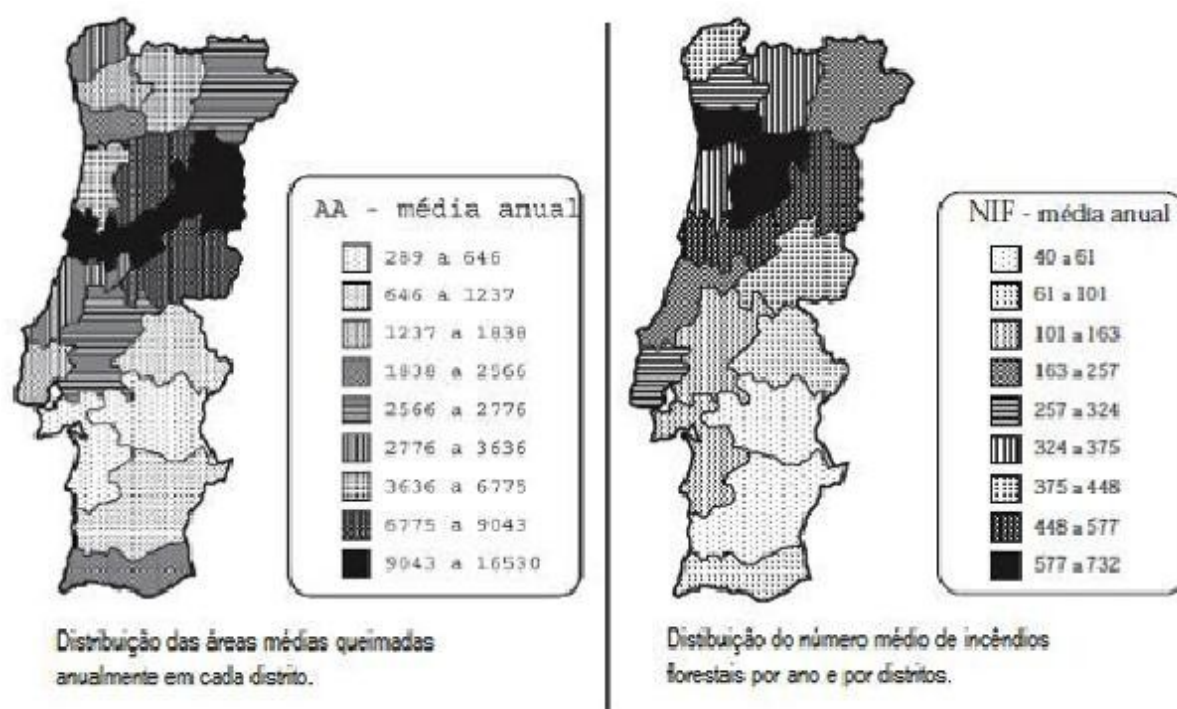 AA - média anual
289 a 646
646 a 1237
1237 a 1838
1838 a 2566
2566 a 2776
2776 a 3636
3636 a 6775
6775 a 9043
9043 a 16530
Distribuição das áreas médias queimadas
anualmente em cada distrito.
NIF - média anual
40 a 61
61 a 101
101 a 163
163 a 257
257 a 324
324 a 375
375 a 448
448 a 577
577 a 732
Distibuição do número médio de incêndios
florestais por ano e por distritos.